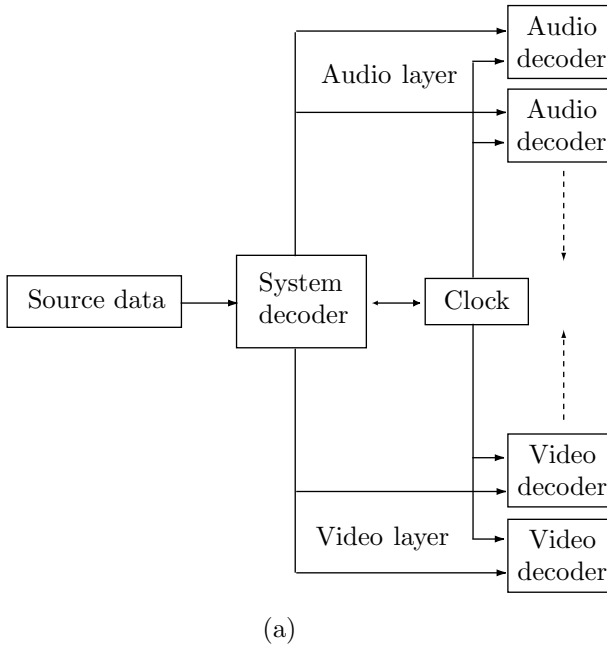 Audio
decoder
Audio layer
Audio
decoder
System
decoder
Source data
Clock
Video
decoder
Video layer
Video
decoder
(a)